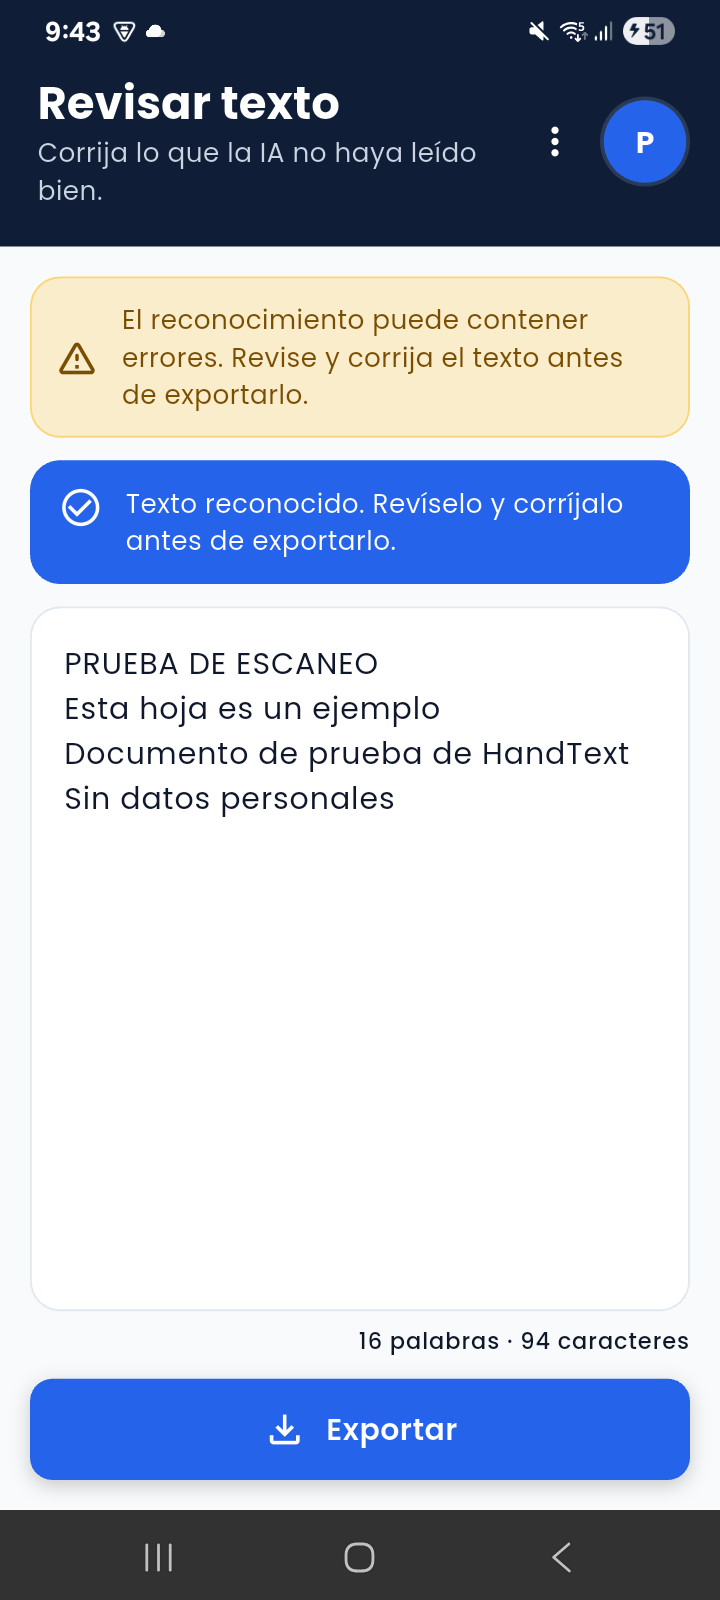 9:43
5
51
Revisar texto
Corrija lo que la IA no haya leído
bien.
P
El reconocimiento puede contener
errores. Revise y corrija el texto antes
de exportarlo.
Texto reconocido. Revíselo y corríjalo
antes de exportarlo.
PRUEBA DE ESCANEO
Esta hoja es un ejemplo
Documento de prueba de HandText
Sin datos personales
16 palabras · 94 caracteres
Exportar